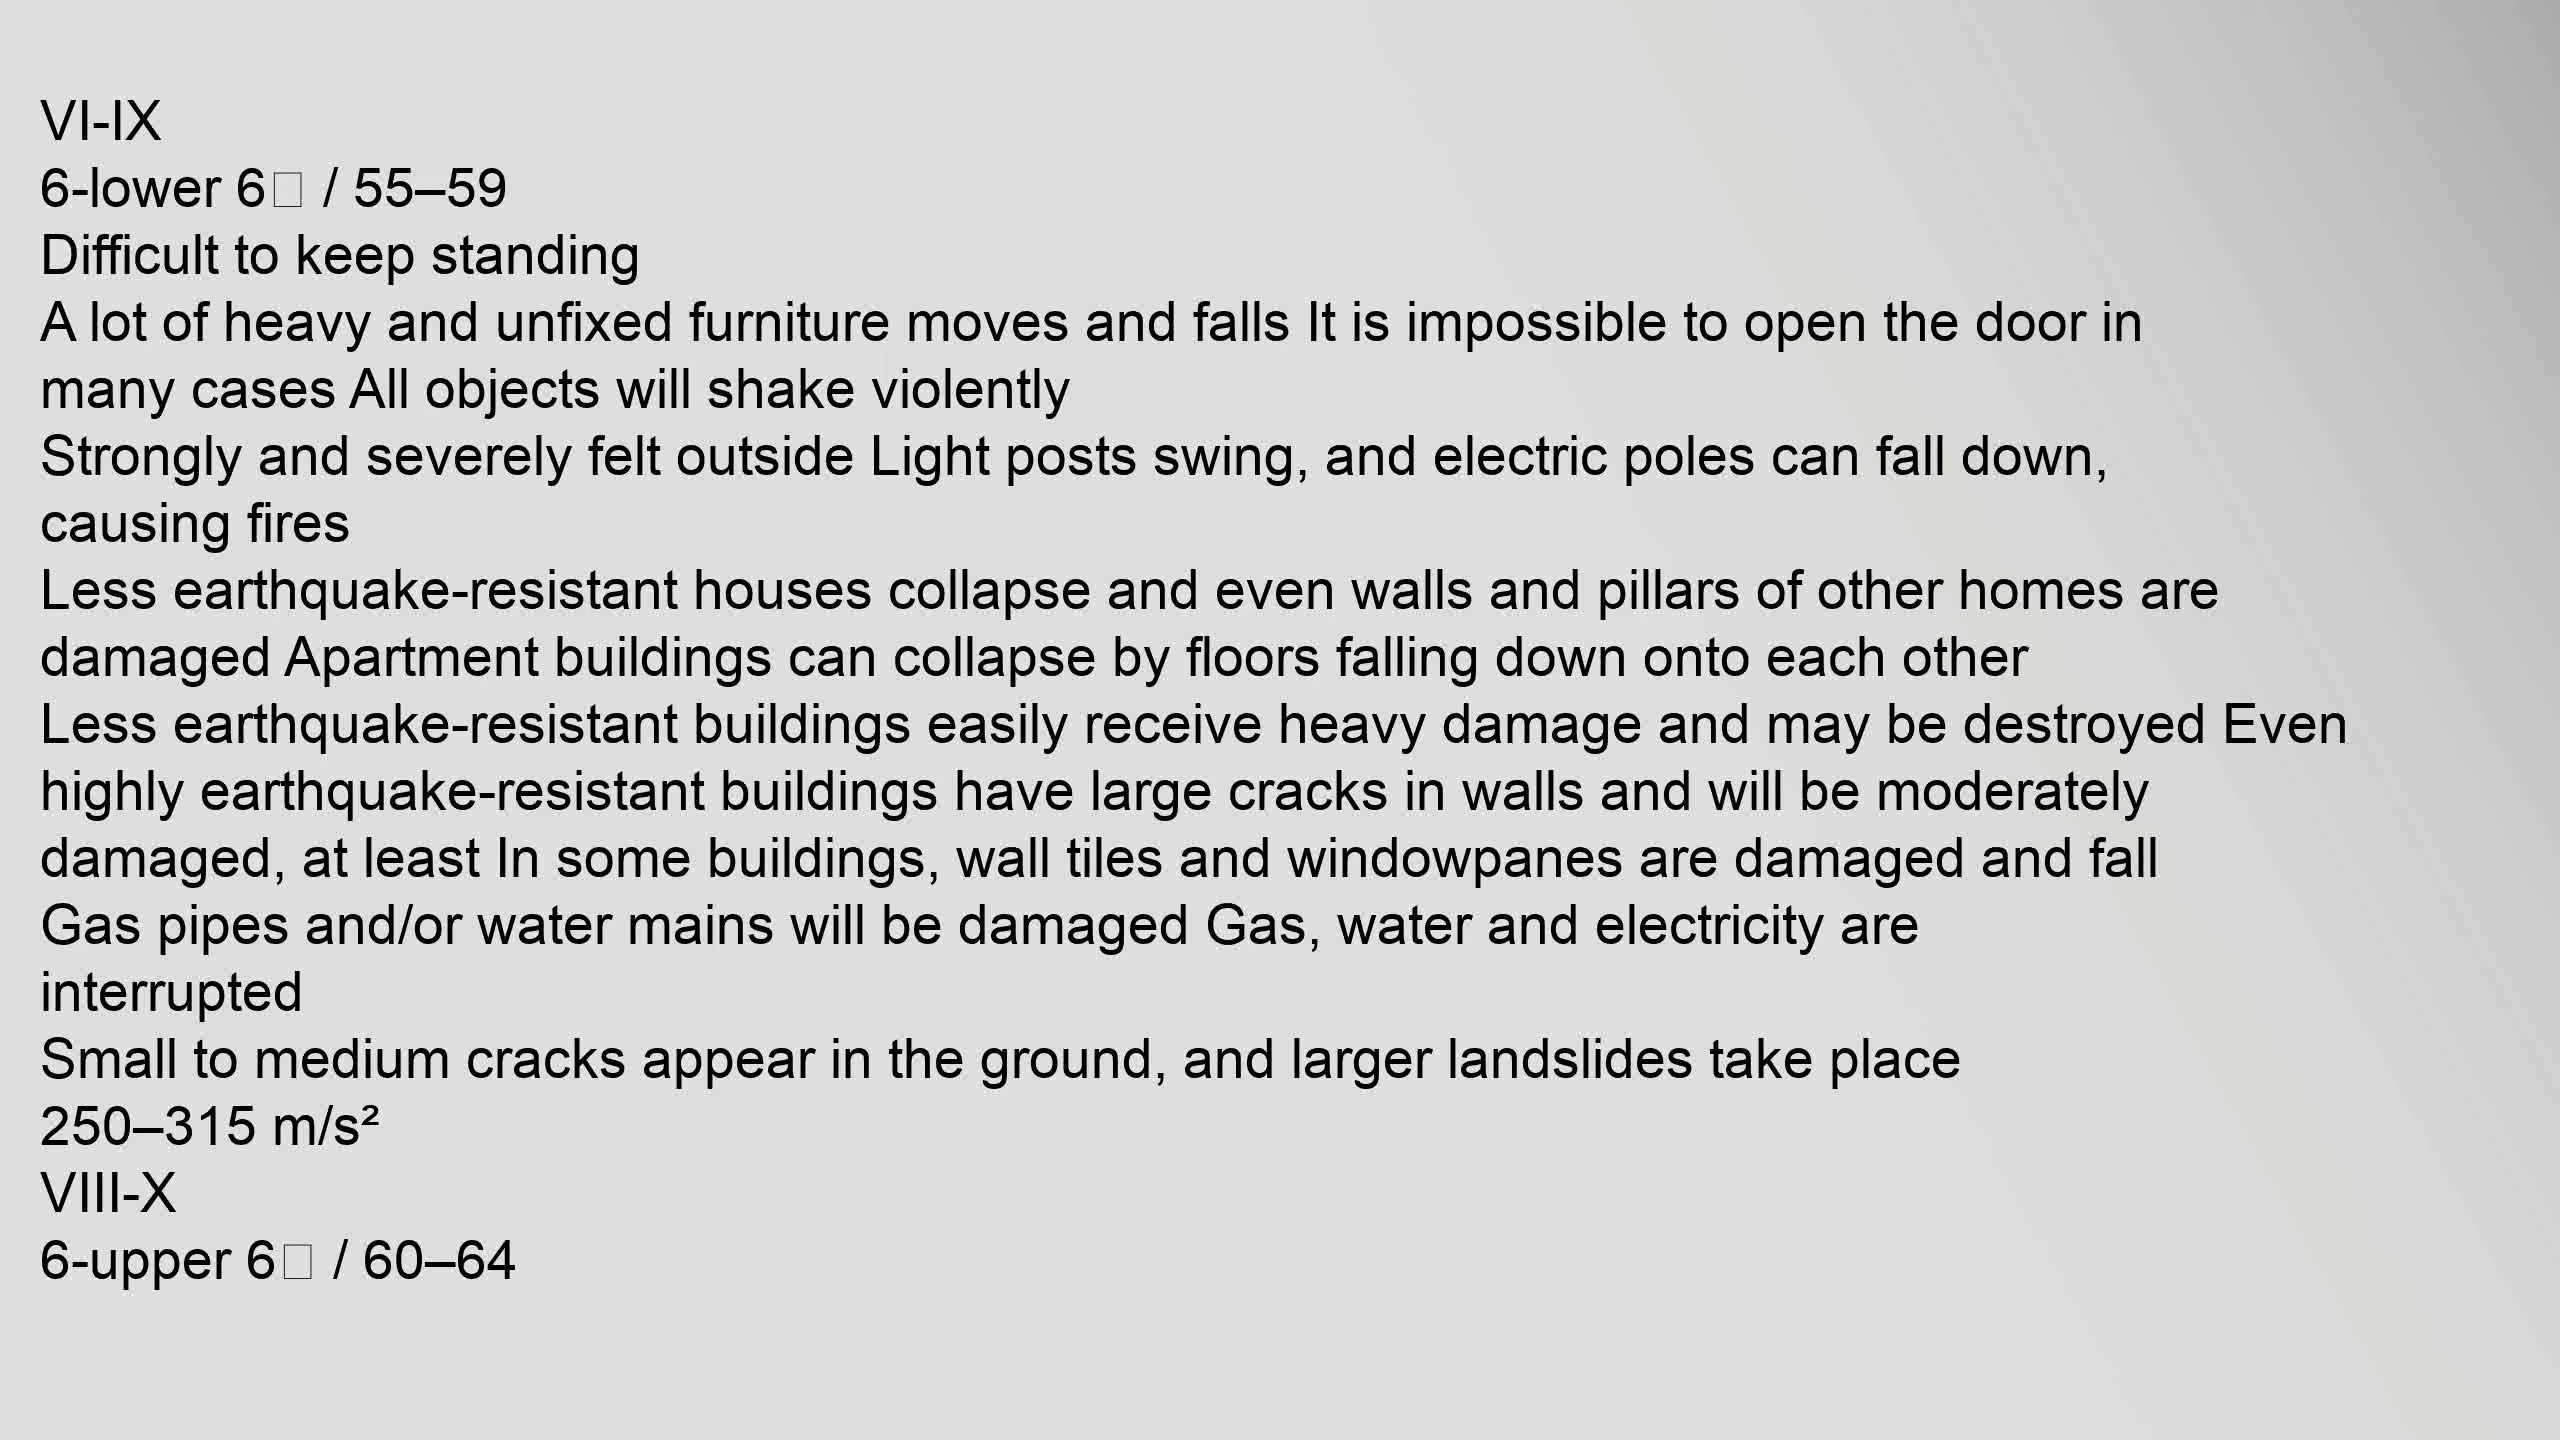 VI-IX
6-lower 6□ / 55–59
Difficult to keep standing
A lot of heavy and unfixed furniture moves and falls It is impossible to open the door in
many cases All objects will shake violently
Strongly and severely felt outside Light posts swing, and electric poles can fall down,
causing fires
Less earthquake-resistant houses collapse and even walls and pillars of other homes are
damaged Apartment buildings can collapse by floors falling down onto each other
Less earthquake-resistant buildings easily receive heavy damage and may be destroyed Even
highly earthquake-resistant buildings have large cracks in walls and will be moderately
damaged, at least In some buildings, wall tiles and windowpanes are damaged and fall
Gas pipes and/or water mains will be damaged Gas, water and electricity are
interrupted
Small to medium cracks appear in the ground, and larger landslides take place
250–315 m/s²
VIII-X
6-upper 6□ / 60–64